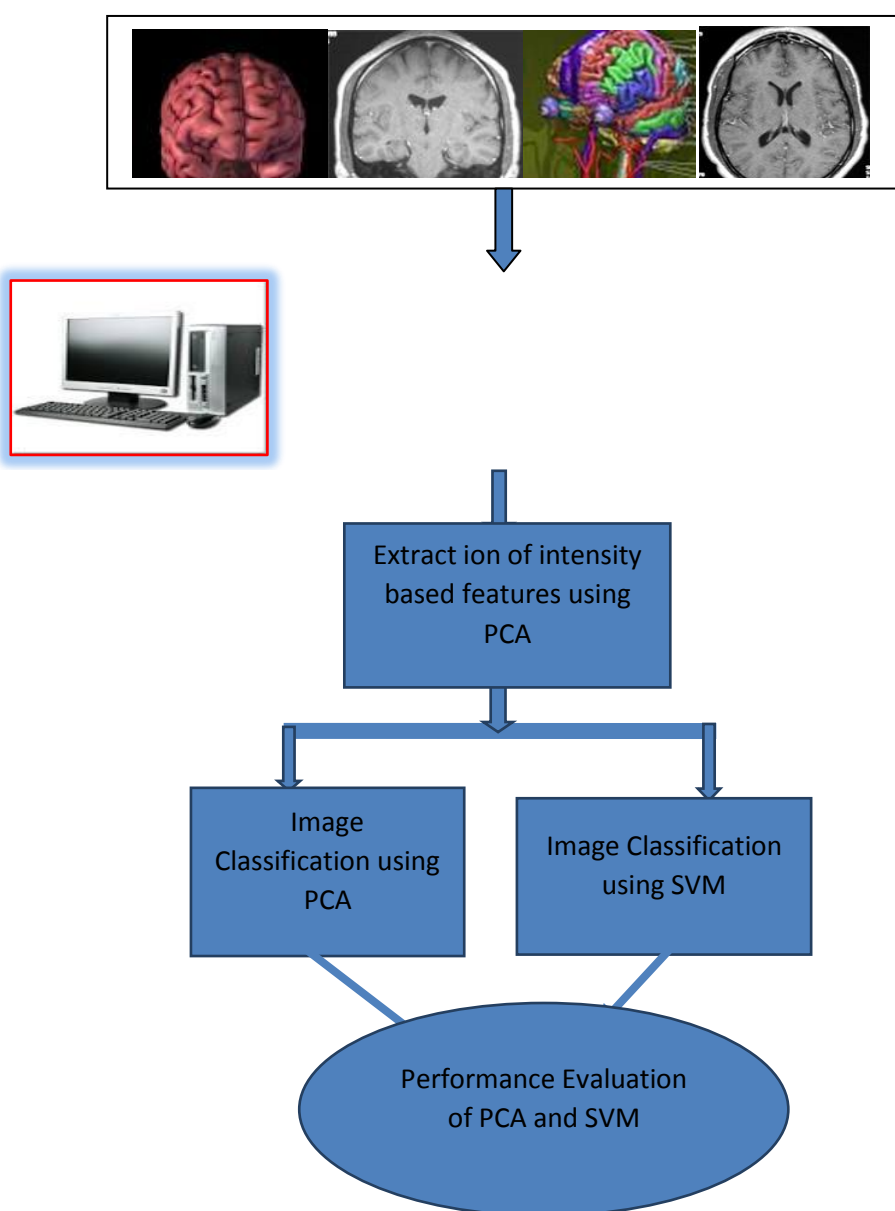 Extract ion of intensity
based features using
PCA
Image
Classification using
PCA
Image Classification
using SVM
Performance Evaluation
of PCA and SVM